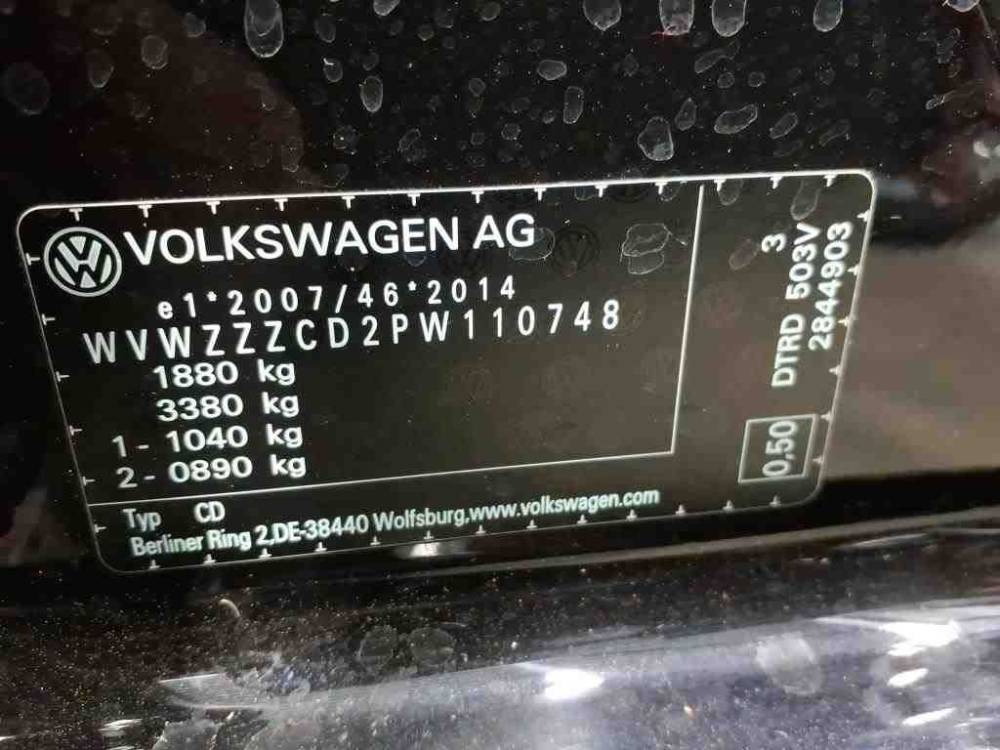 VOLKSWAGEN AG
e1*2007/46*2014
WVWZZZCD2PW110748
1880 kg
3380 kg
1 - 1040 kg
2 - 0890 kg
Typ CD
Berliner Ring 2,DE-38440 Wolfsburg,www.volkswagen.com
3
DTRD 503V
2844903
0,50